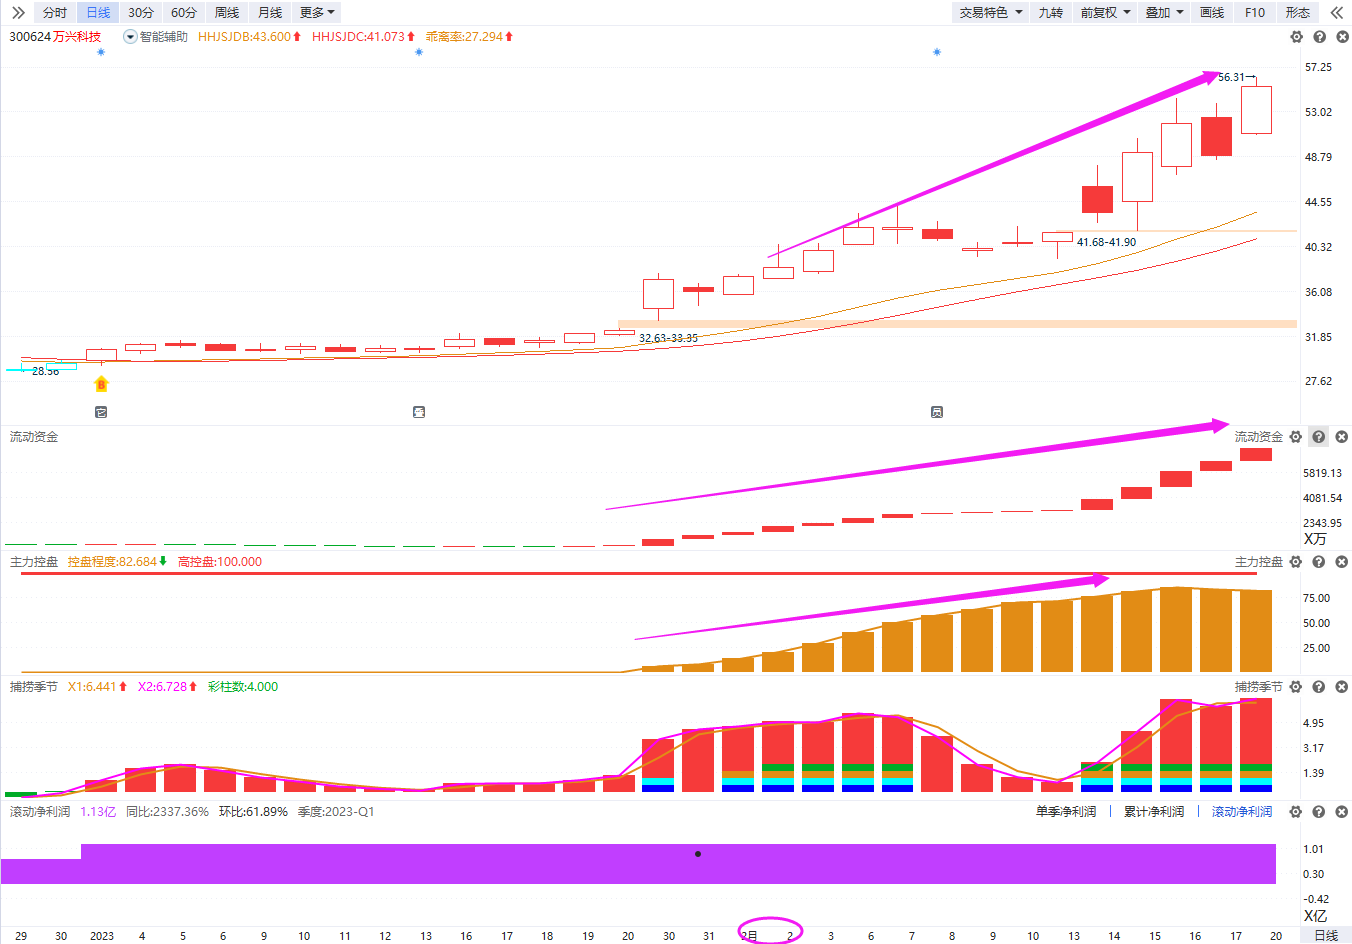 分时 日线 30分 60分 周线 月线 更多 交易特色 九转 前复权 叠加 画线 F10 形态
300624 万兴科技 智能辅助 HHJSJDB:43.600 HHJSJDC:41.073 乖离率:27.294
57.25
56.31→
53.02
48.79
44.55
41.68-41.90
40.32
36.08
32.63-33.35
31.85
28.56
27.62
B
流动资金 流动资金
5819.13
4081.54
2343.95
X万
主力控盘 控盘程度:82.684 高控盘:100.000 主力控盘
75.00
50.00
25.00
捕捞季节 X1:6.441 X2:6.728 彩柱数:4.000 捕捞季节
4.95
3.17
1.39
滚动净利润 1.13亿 同比:2337.36% 环比:61.89% 季度:2023-Q1 单季净利润 累计净利润 滚动净利润
1.01
0.30
-0.42
X亿
29 30 2023 4 5 6 9 10 11 12 13 16 17 18 19 20 30 31 2月 2 3 6 7 8 9 10 13 14 15 16 17 20 日线